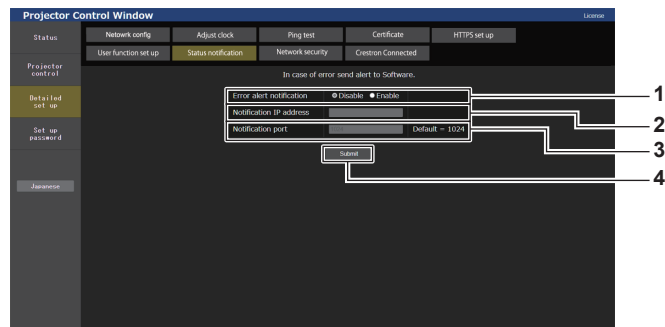 Projector Control Window
License
Status
Projector
control
Detailed
set up
Set up
password
Japanese
Netowrk config
Adjust clock
Ping test
Certificate
HTTPS set up
User function set up
Status notification
Network security
Crestron Connected
In case of error send alert to Software.
Error alert notification Disable Enable
Notification IP address
Notification port Default = 1024
Submit
1
2
3
4